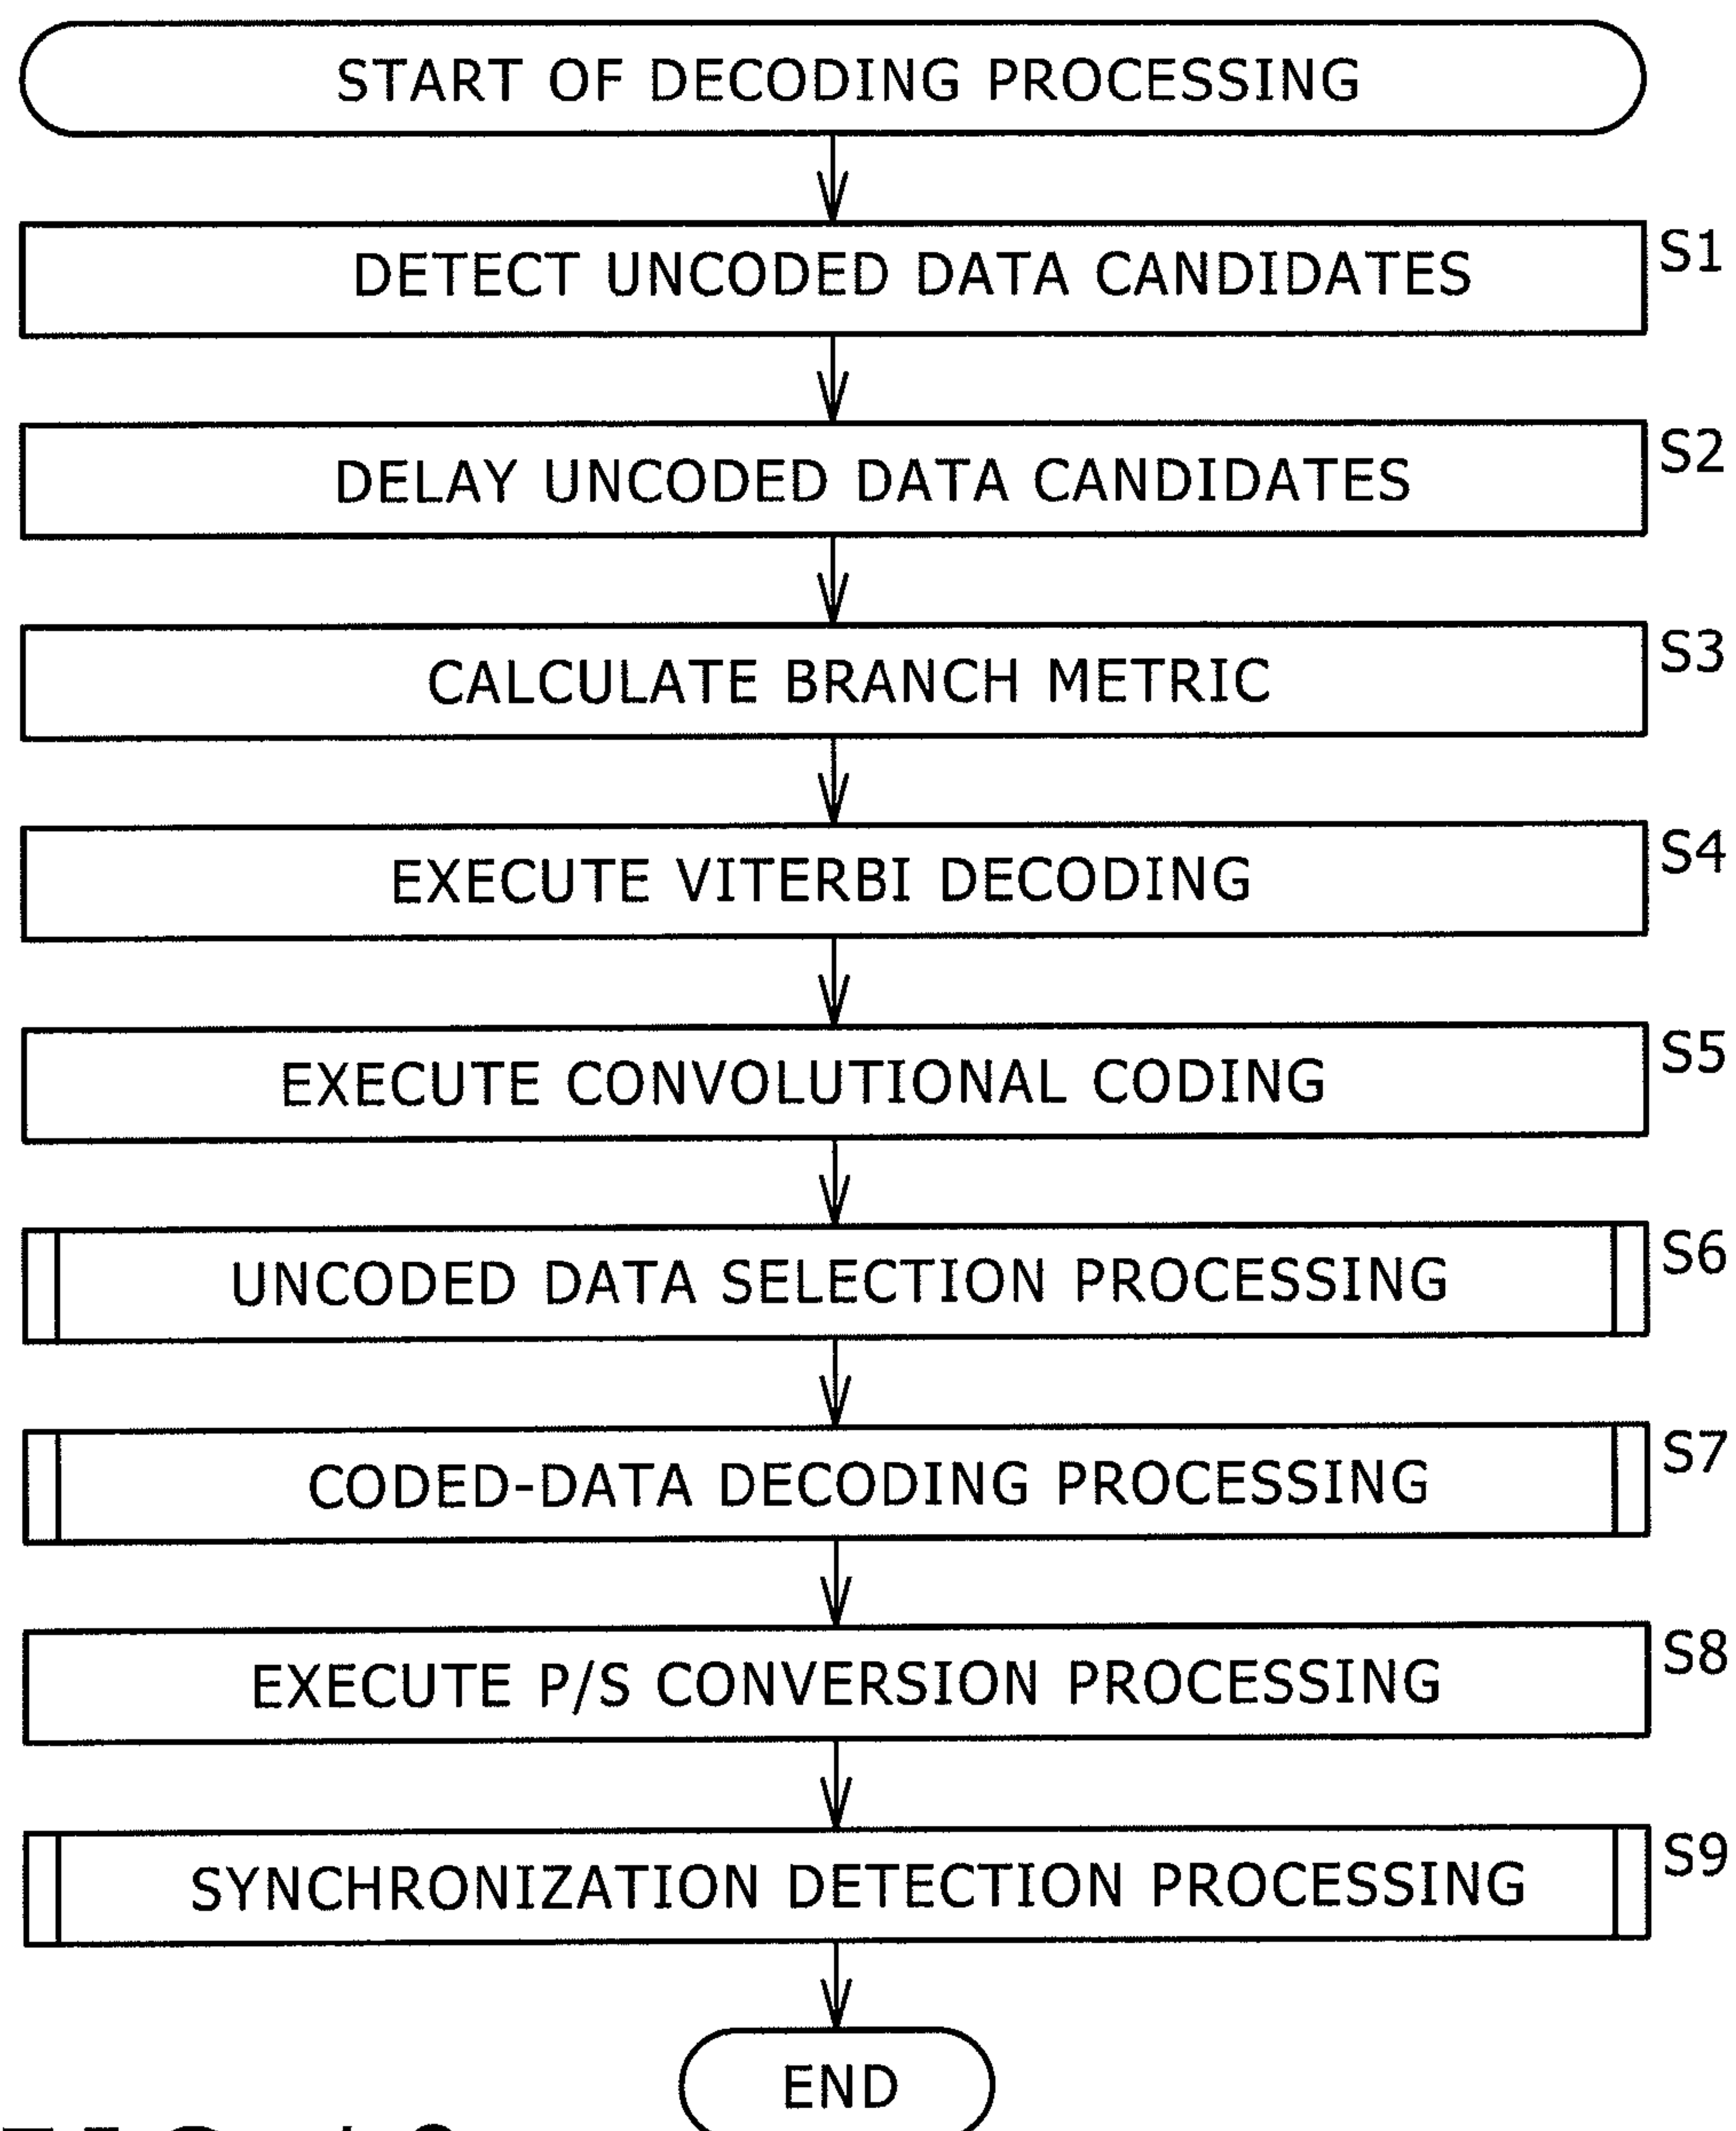 START OF DECODING PROCESSING
DETECT UNCODED DATA CANDIDATES S1
DELAY UNCODED DATA CANDIDATES S2
CALCULATE BRANCH METRIC S3
EXECUTE VITERBI DECODING S4
EXECUTE CONVOLUTIONAL CODING S5
UNCODED DATA SELECTION PROCESSING S6
CODED-DATA DECODING PROCESSING S7
EXECUTE P/S CONVERSION PROCESSING S8
SYNCHRONIZATION DETECTION PROCESSING S9
END